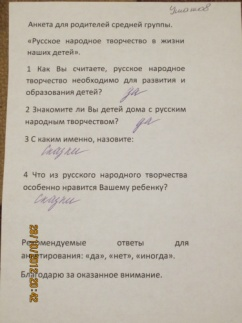 Анкета для родителей средней группы.
«Русское народное творчество в жизни
наших детей».
1 Как Вы считаете, русское народное
творчество необходимо для развития и
образования детей? да
2 Знакомите ли Вы детей дома с русским
народным творчеством? да
3 С каким именно, назовите:
Сказки
4 Что из русского народного творчества
особенно нравится Вашему ребенку?
Сказки
Рекомендуемые ответы для
анкетирования: «да», «нет», «иногда».
Благодарю за оказанное внимание.